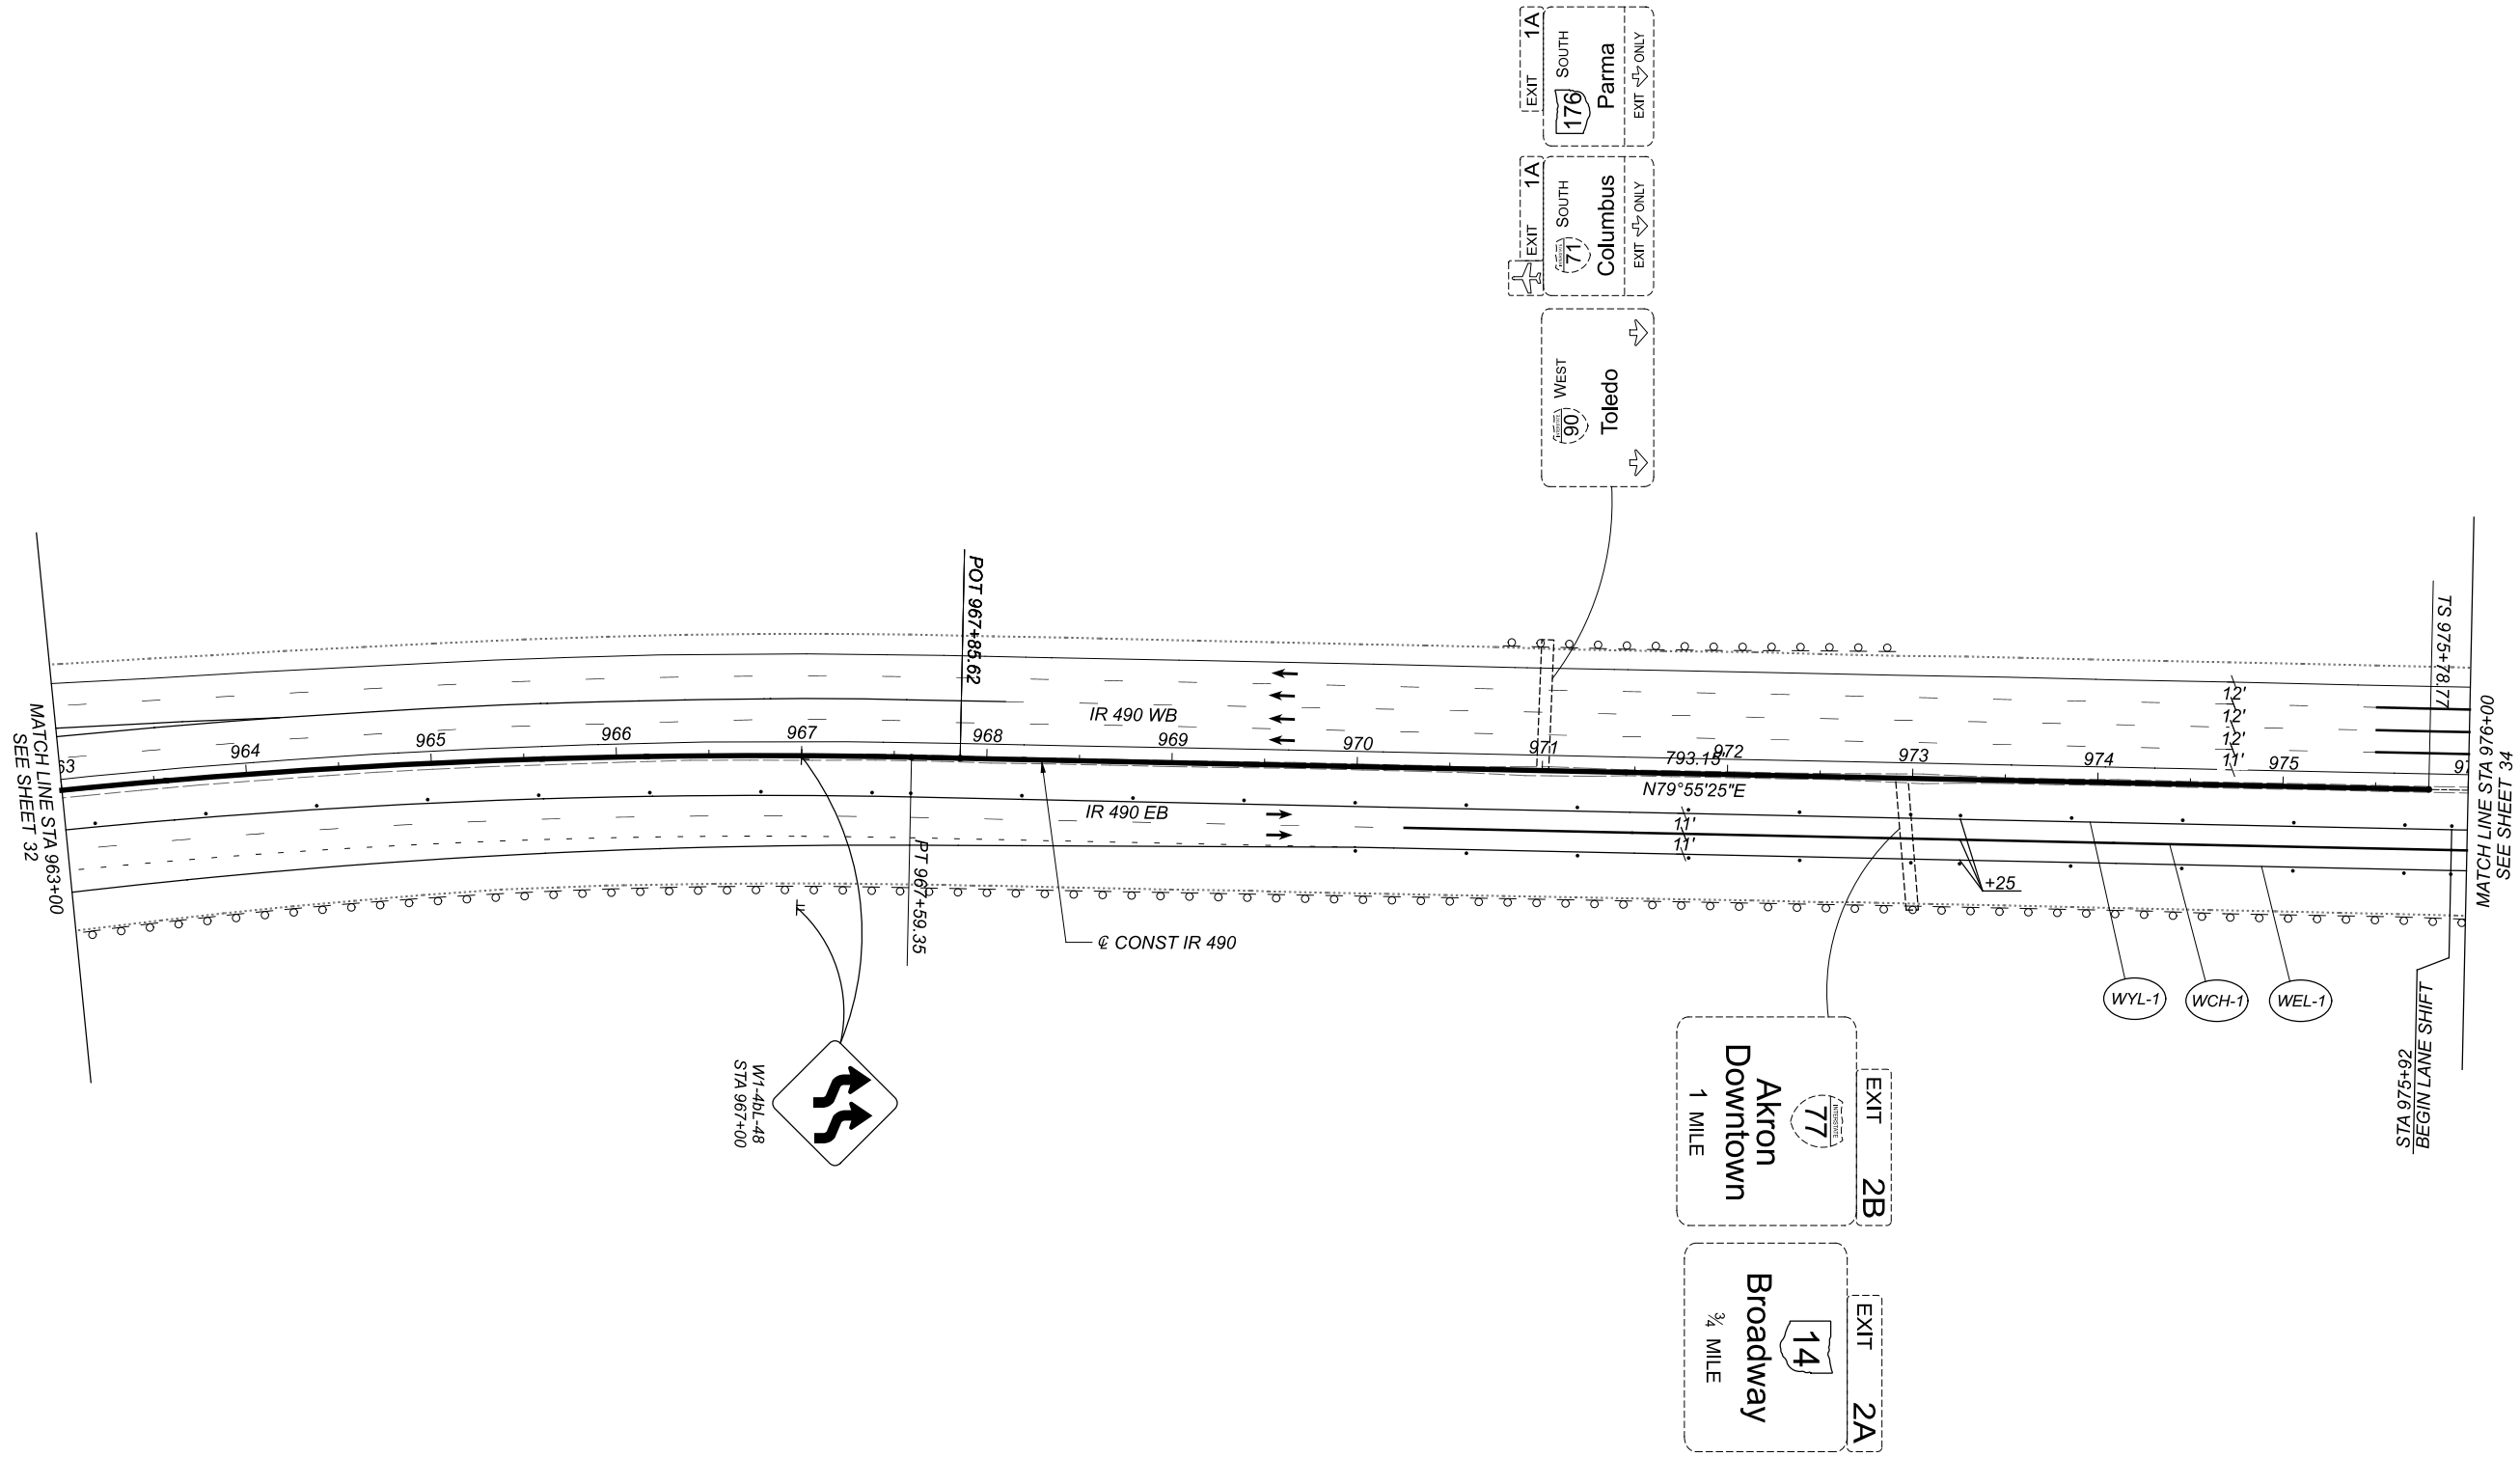 EXIT 1A
176 SOUTH
Parma
EXIT ONLY
EXIT 1A
71 SOUTH
Columbus
EXIT ONLY
90 WEST
Toledo
POT 967+85.62
TS 975+78.77
MATCH LINE STA 963+00
SEE SHEET 32
63
964
965
966
967
968
969
970
971
972
973
974
975
97
IR 490 WB
12'
12'
12'
11'
793.15'
N79°55'25"E
IR 490 EB
11'
11'
PT 967+59.35
+25
℄ CONST IR 490
MATCH LINE STA 976+00
SEE SHEET 34
WYL-1
WCH-1
WEL-1
STA 975+92
BEGIN LANE SHIFT
W1-4bL-48
STA 967+00
EXIT 2B
INTERSTATE
77
Akron
Downtown
1 MILE
EXIT 2A
14
Broadway
¾ MILE